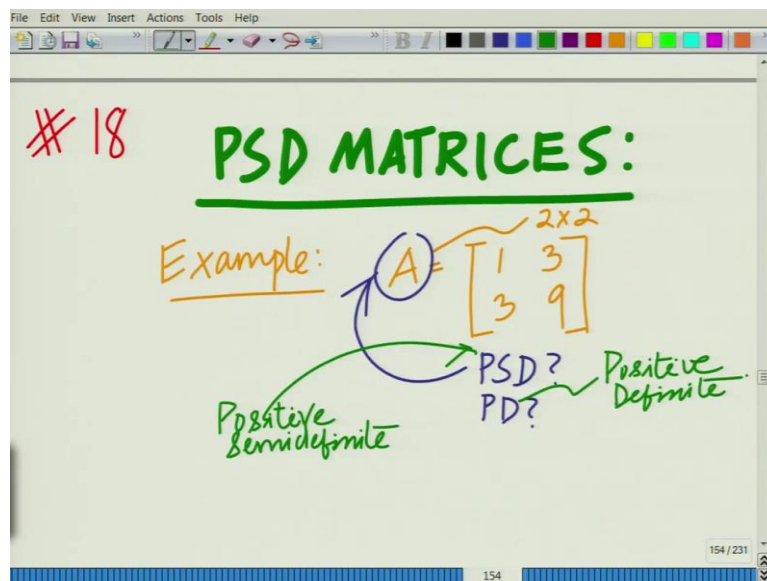 File Edit View Insert Actions Tools Help
B I
# 18
PSD MATRICES:
2x2
Example: A = [1 3
3 9]
PSD?
PD?
Positive
Definite
Positive
Semidefinite
154 / 231
154